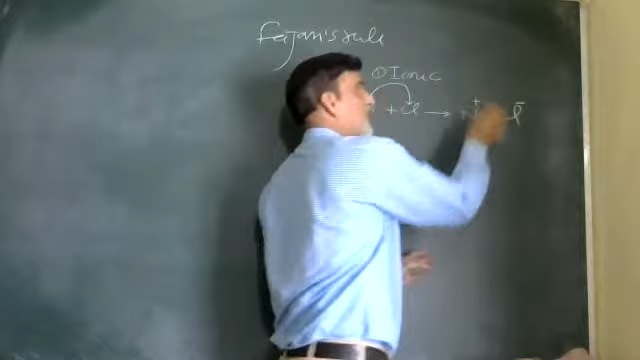 Fajan's rule
① Ionic
+ Cl → N⁺ l⁻